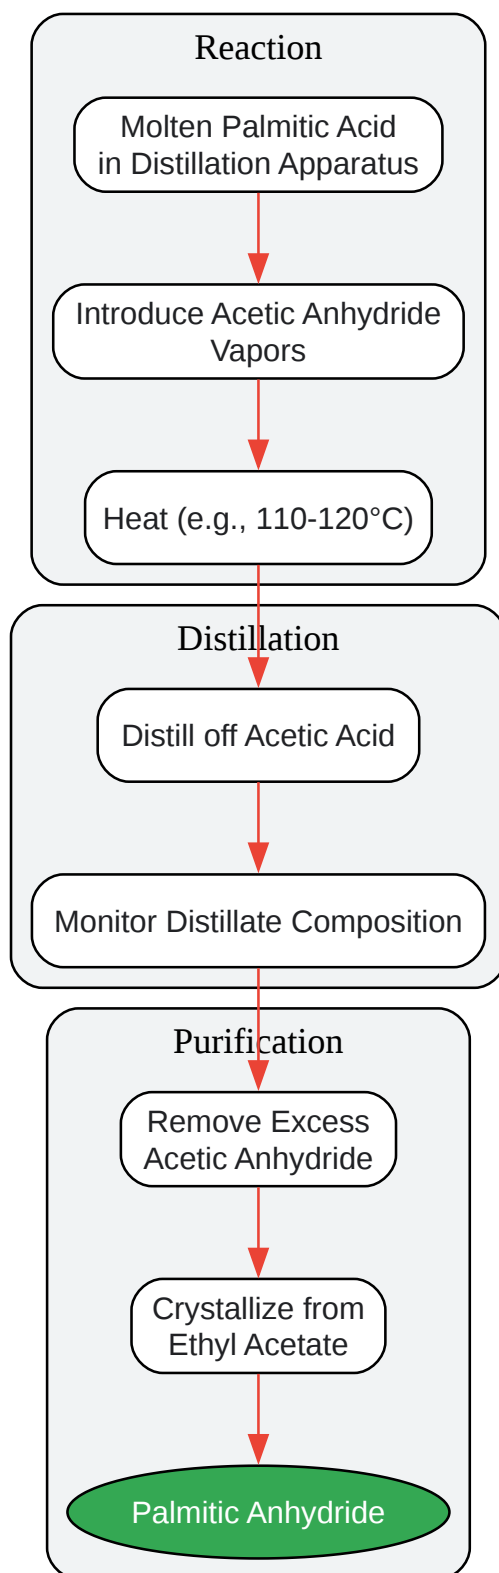 Reaction
Molten Palmitic Acid
in Distillation Apparatus
Introduce Acetic Anhydride
Vapors
Heat (e.g., 110-120°C)
Distillation
Distill off Acetic Acid
Monitor Distillate Composition
Purification
Remove Excess
Acetic Anhydride
Crystallize from
Ethyl Acetate
Palmitic Anhydride